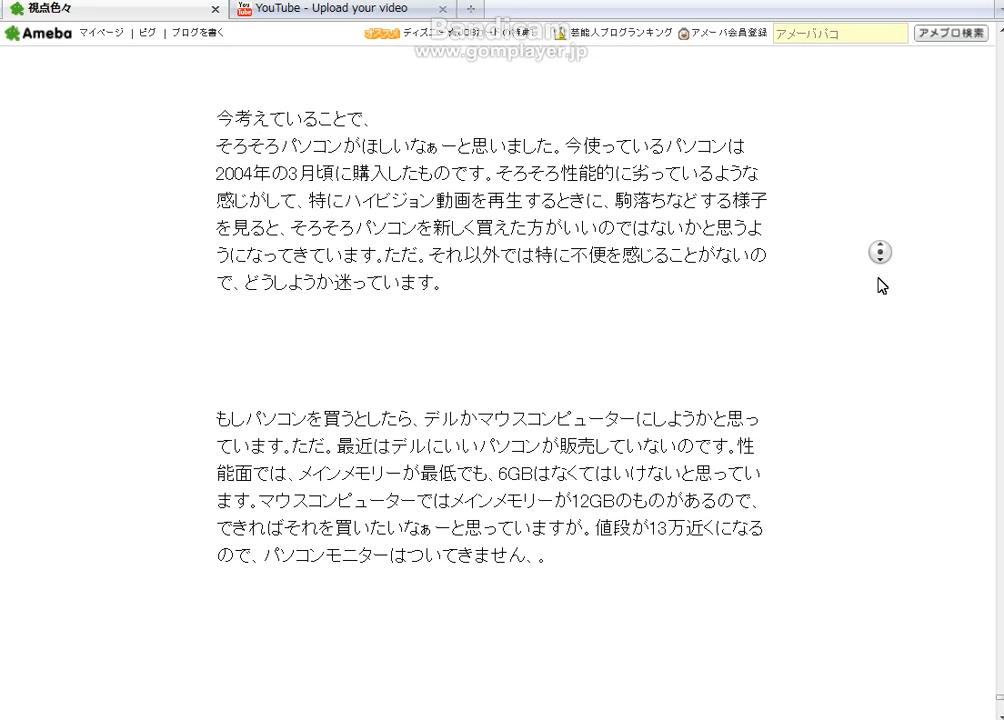 視点色々
YouTube - Upload your video
Ameba マイページ | ピグ | ブログを書く
芸能人ブログランキング アメーバ会員登録 アメーバパコ アメブロ検索
Bandicam
www.gomplayer.jp
今考えていることで、
そろそろパソコンがほしいなぁーと思いました。今使っているパソコンは
2004年の3月頃に購入したものです。そろそろ性能的に劣っているような
感じがして、特にハイビジョン動画を再生するときに、駒落ちなどする様子
を見ると、そろそろパソコンを新しく買えた方がいいのではないかと思うよ
うになってきています。ただ。それ以外では特に不便を感じることがないの
で、どうしようか迷っています。
もしパソコンを買うとしたら、デルかマウスコンピューターにしようかと思っ
ています。ただ。最近はデルにいいパソコンが販売していないのです。性
能面では、メインメモリーが最低でも、6GBはなくてはいけないと思ってい
ます。マウスコンピューターではメインメモリーが12GBのものがあるので、
できればそれを買いたいなぁーと思っていますが。値段が13万近くになる
ので、パソコンモニターはついてきません、。